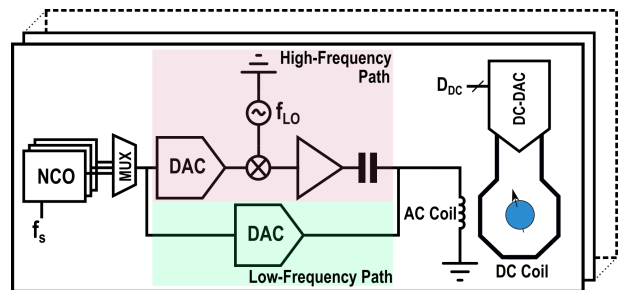 High-Frequency
Path
f_LO
D_DC
DC-DAC
NCO
MUX
DAC
AC Coil
f_s
DAC
DC Coil
Low-Frequency Path